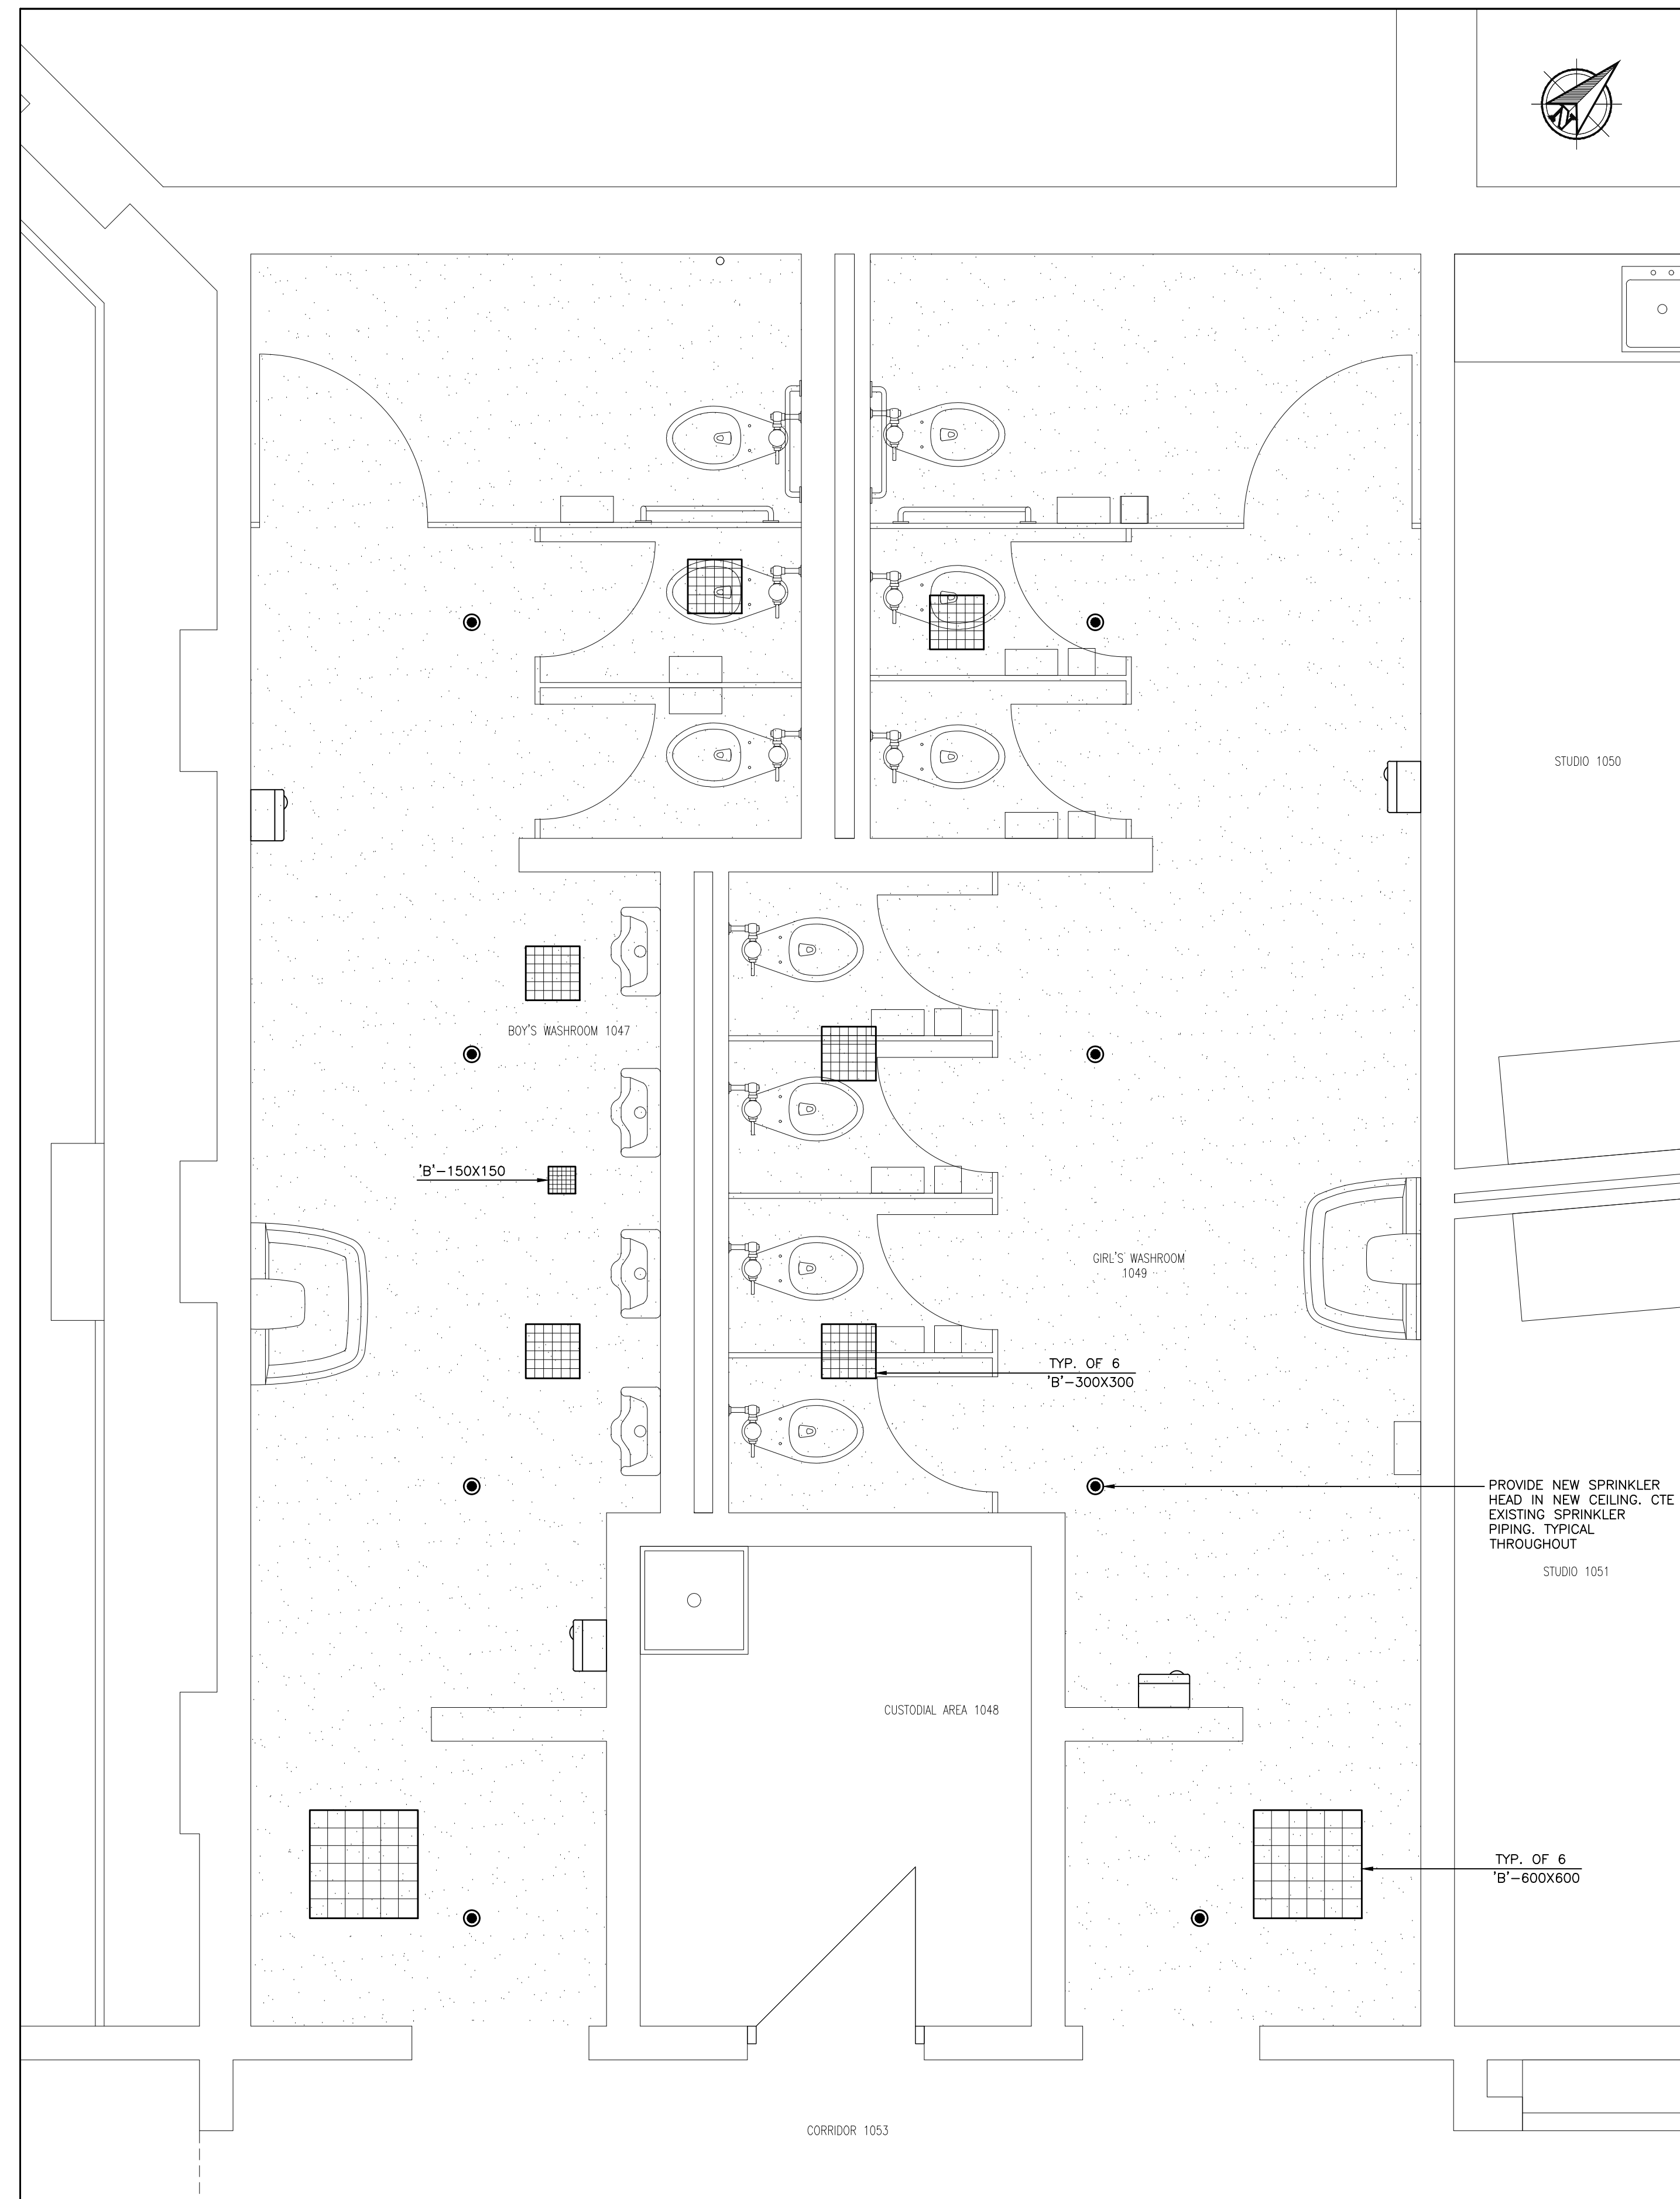 N
STUDIO 1050
BOY'S WASHROOM 1047
'B'-150X150
GIRL'S WASHROOM
1049
TYP. OF 6
'B'-300X300
PROVIDE NEW SPRINKLER
HEAD IN NEW CEILING. CTE
EXISTING SPRINKLER
PIPING. TYPICAL
THROUGHOUT
STUDIO 1051
CUSTODIAL AREA 1048
TYP. OF 6
'B'-600X600
CORRIDOR 1053